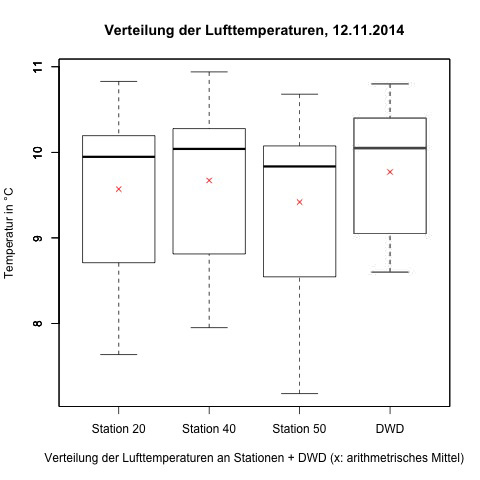 Verteilung der Lufttemperaturen, 12.11.2014
11
10
9
8
Temperatur in °C
Station 20
Station 40
Station 50
DWD
Verteilung der Lufttemperaturen an Stationen + DWD (x: arithmetrisches Mittel)